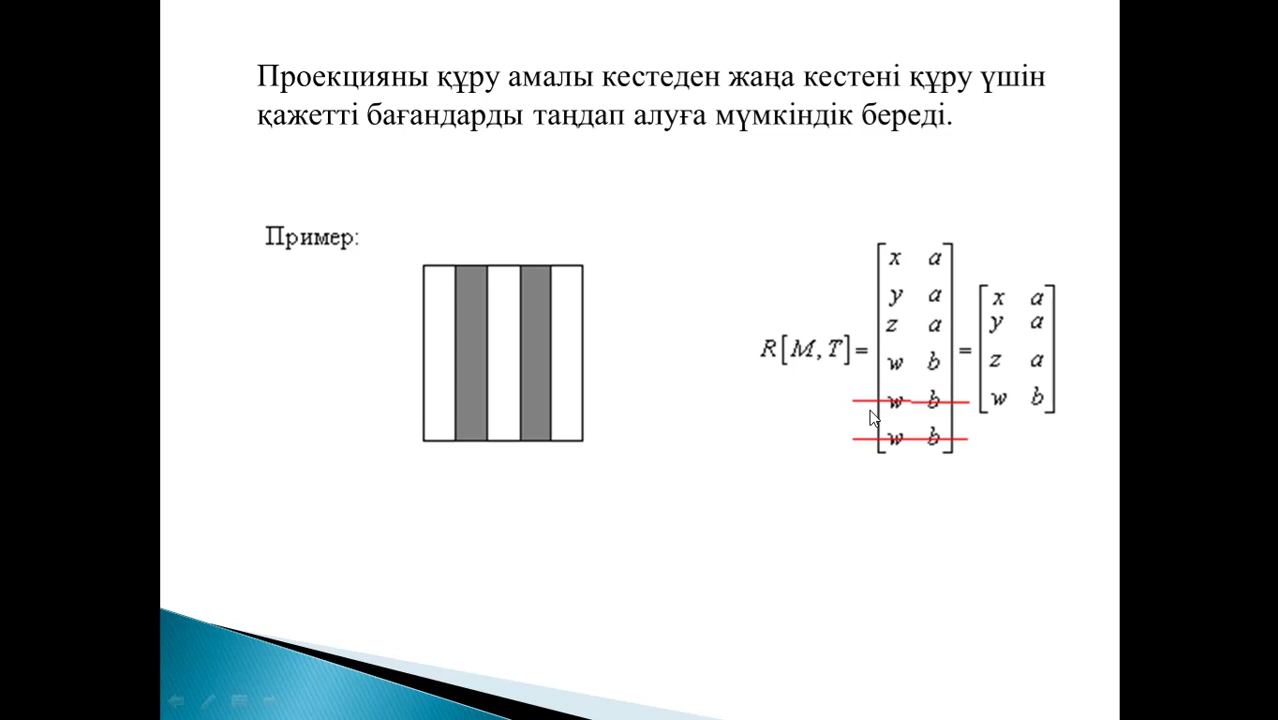 Проекцияны құру амалы кестеден жаңа кестені құру үшін
қажетті бағандарды таңдап алуға мүмкіндік береді.
Пример:
x a
y a
z a
R[M,T]= w b =
w b
w b
x a
y a
z a
w b